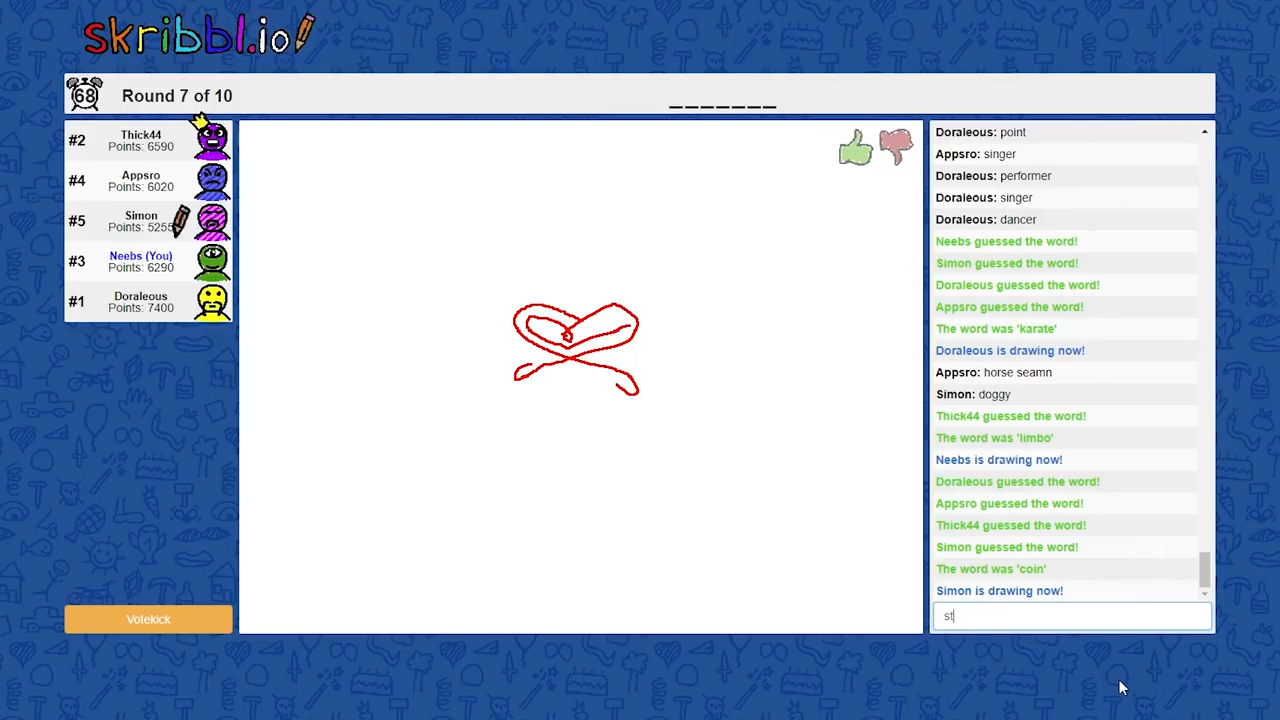 skribbl.io
68
Round 7 of 10
_ _ _ _ _ _ _
#2
Thick44
Points: 6590
#4
Appsro
Points: 6020
#5
Simon
Points: 5255
#3
Neebs (You)
Points: 6290
#1
Doraleous
Points: 7400
Votekick
Doraleous: point
Appsro: singer
Doraleous: performer
Doraleous: singer
Doraleous: dancer
Neebs guessed the word!
Simon guessed the word!
Doraleous guessed the word!
Appsro guessed the word!
The word was 'karate'
Doraleous is drawing now!
Appsro: horse seamn
Simon: doggy
Thick44 guessed the word!
The word was 'limbo'
Neebs is drawing now!
Doraleous guessed the word!
Appsro guessed the word!
Thick44 guessed the word!
Simon guessed the word!
The word was 'coin'
Simon is drawing now!
st